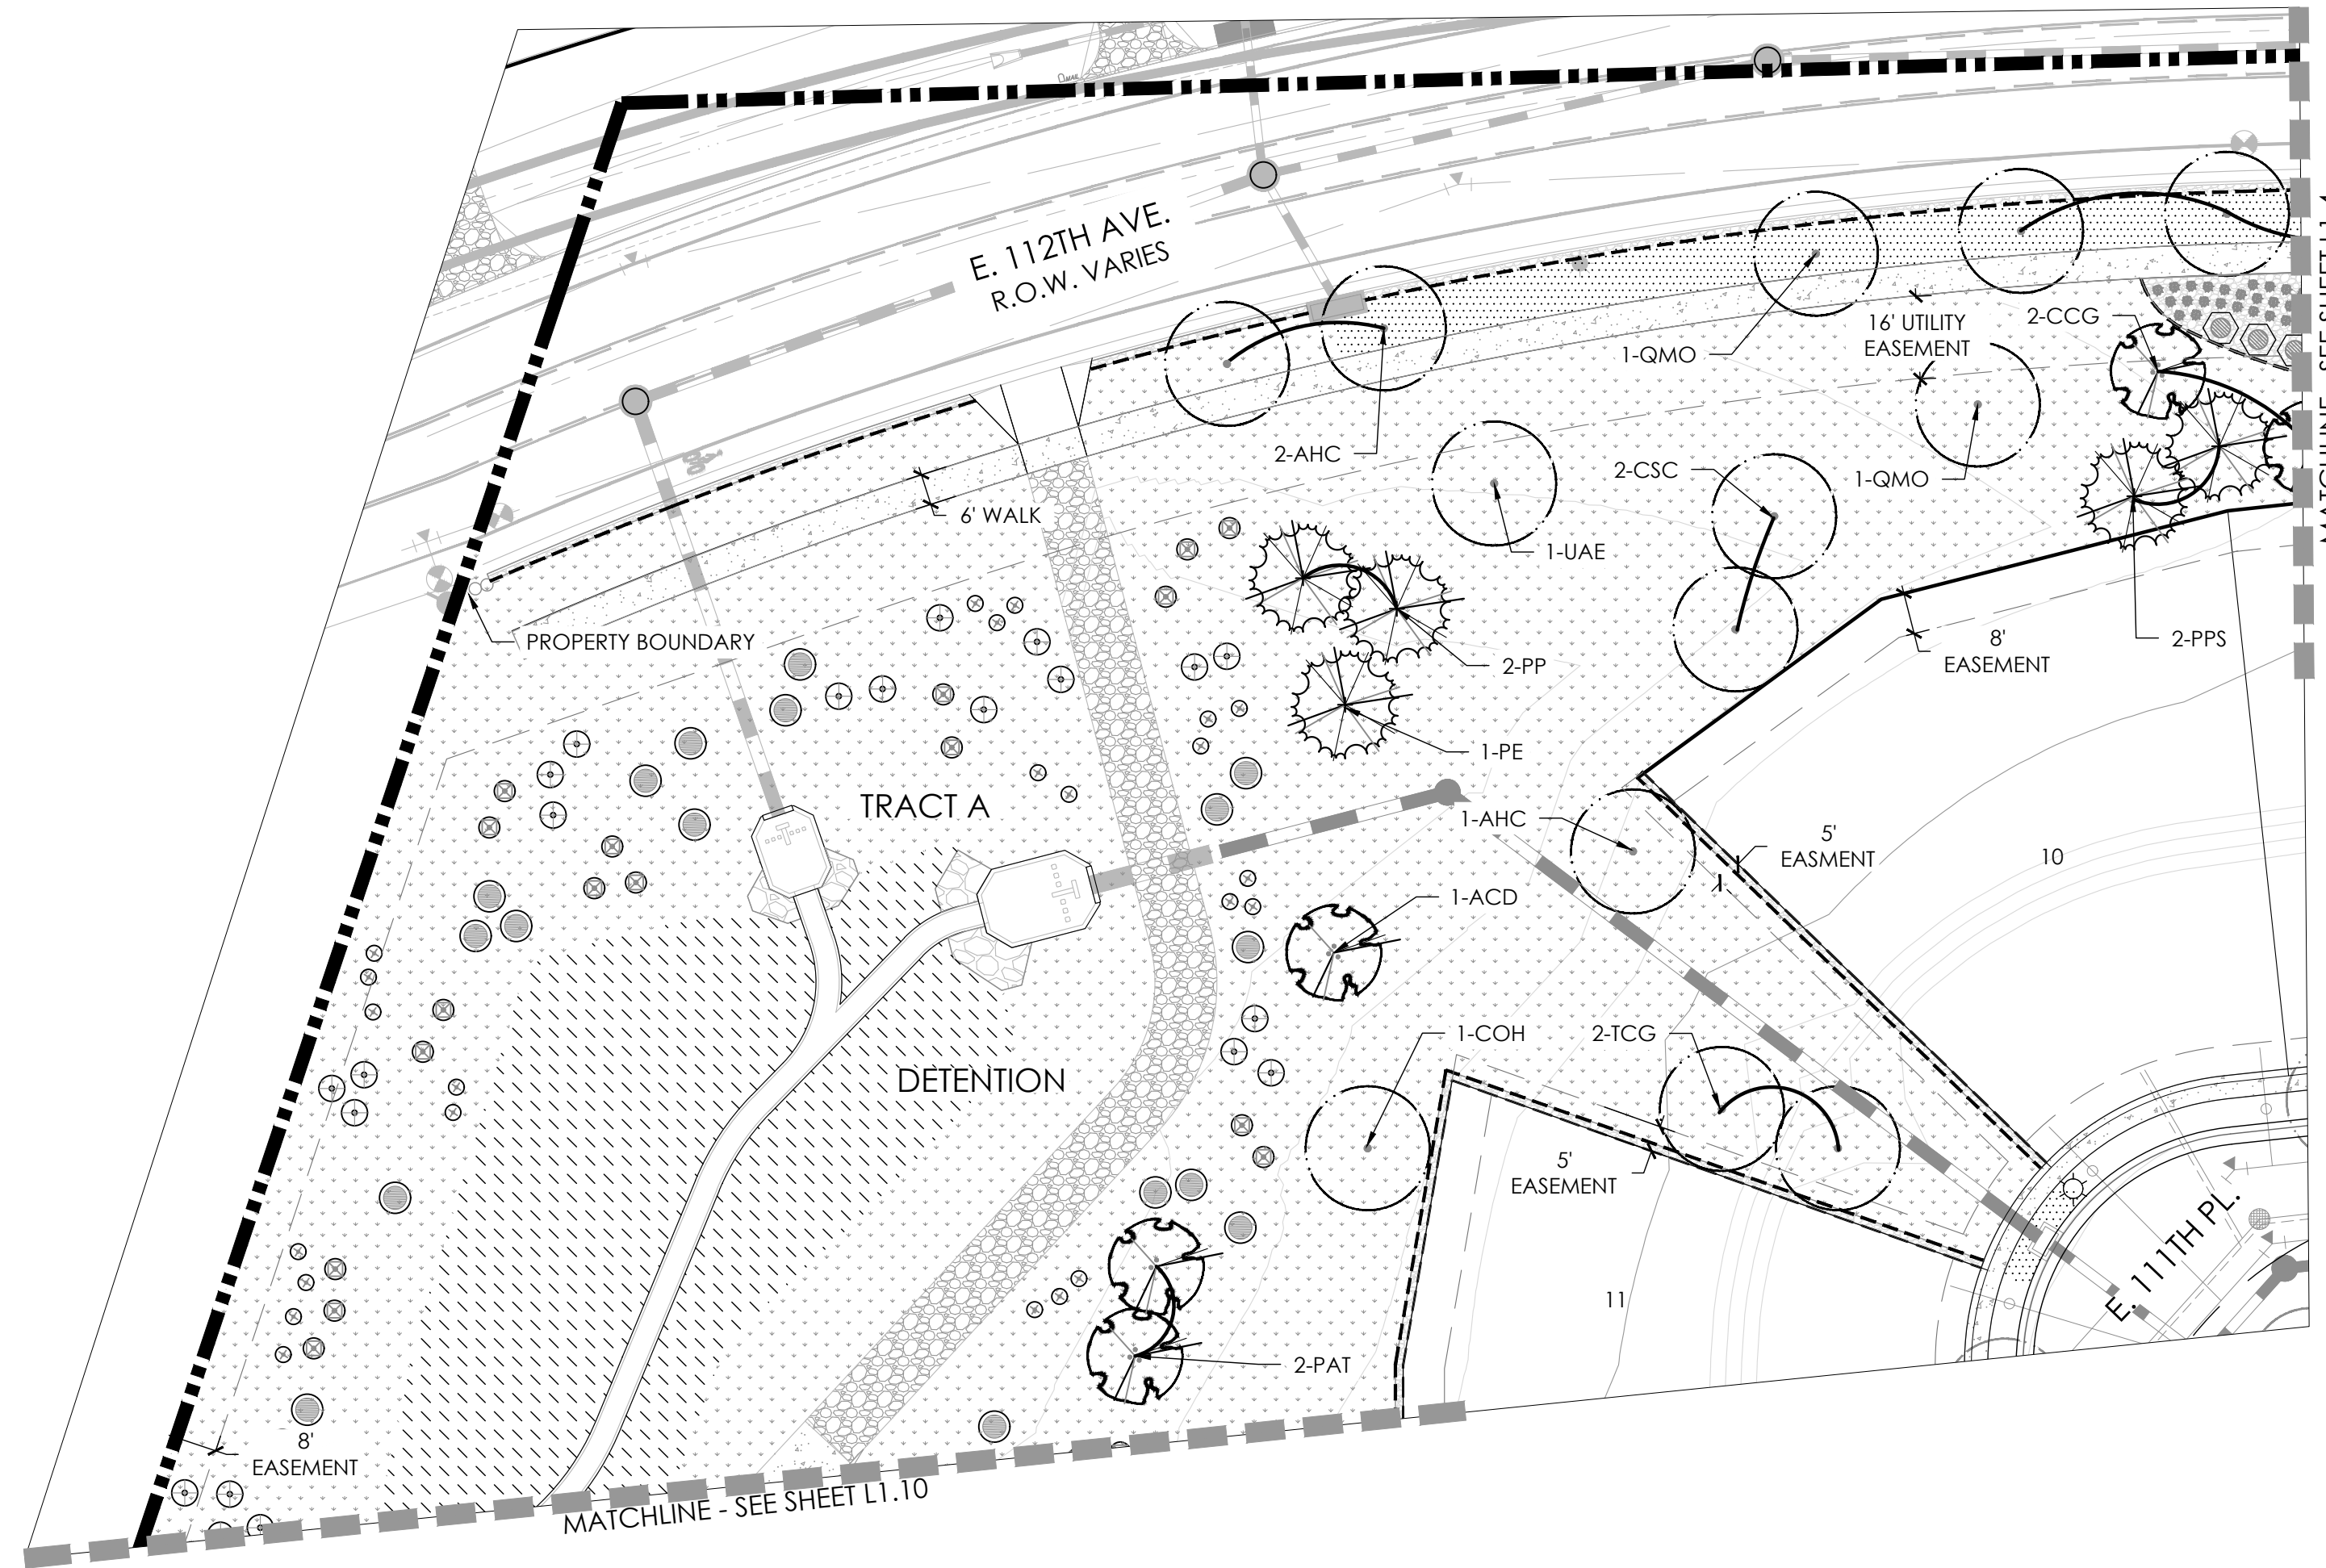 E. 112TH AVE.
R.O.W. VARIES
16' UTILITY
EASEMENT
2-CCG
1-QMO
2-AHC
2-CSC
1-QMO
6' WALK
1-UAE
PROPERTY BOUNDARY
8'
EASEMENT
2-PPS
2-PP
1-PE
TRACT A
1-AHC
5'
EASMENT
10
1-ACD
1-COH
2-TCG
DETENTION
5'
EASEMENT
E. 111TH PL.
11
2-PAT
8'
EASEMENT
MATCHLINE - SEE SHEET L1.10